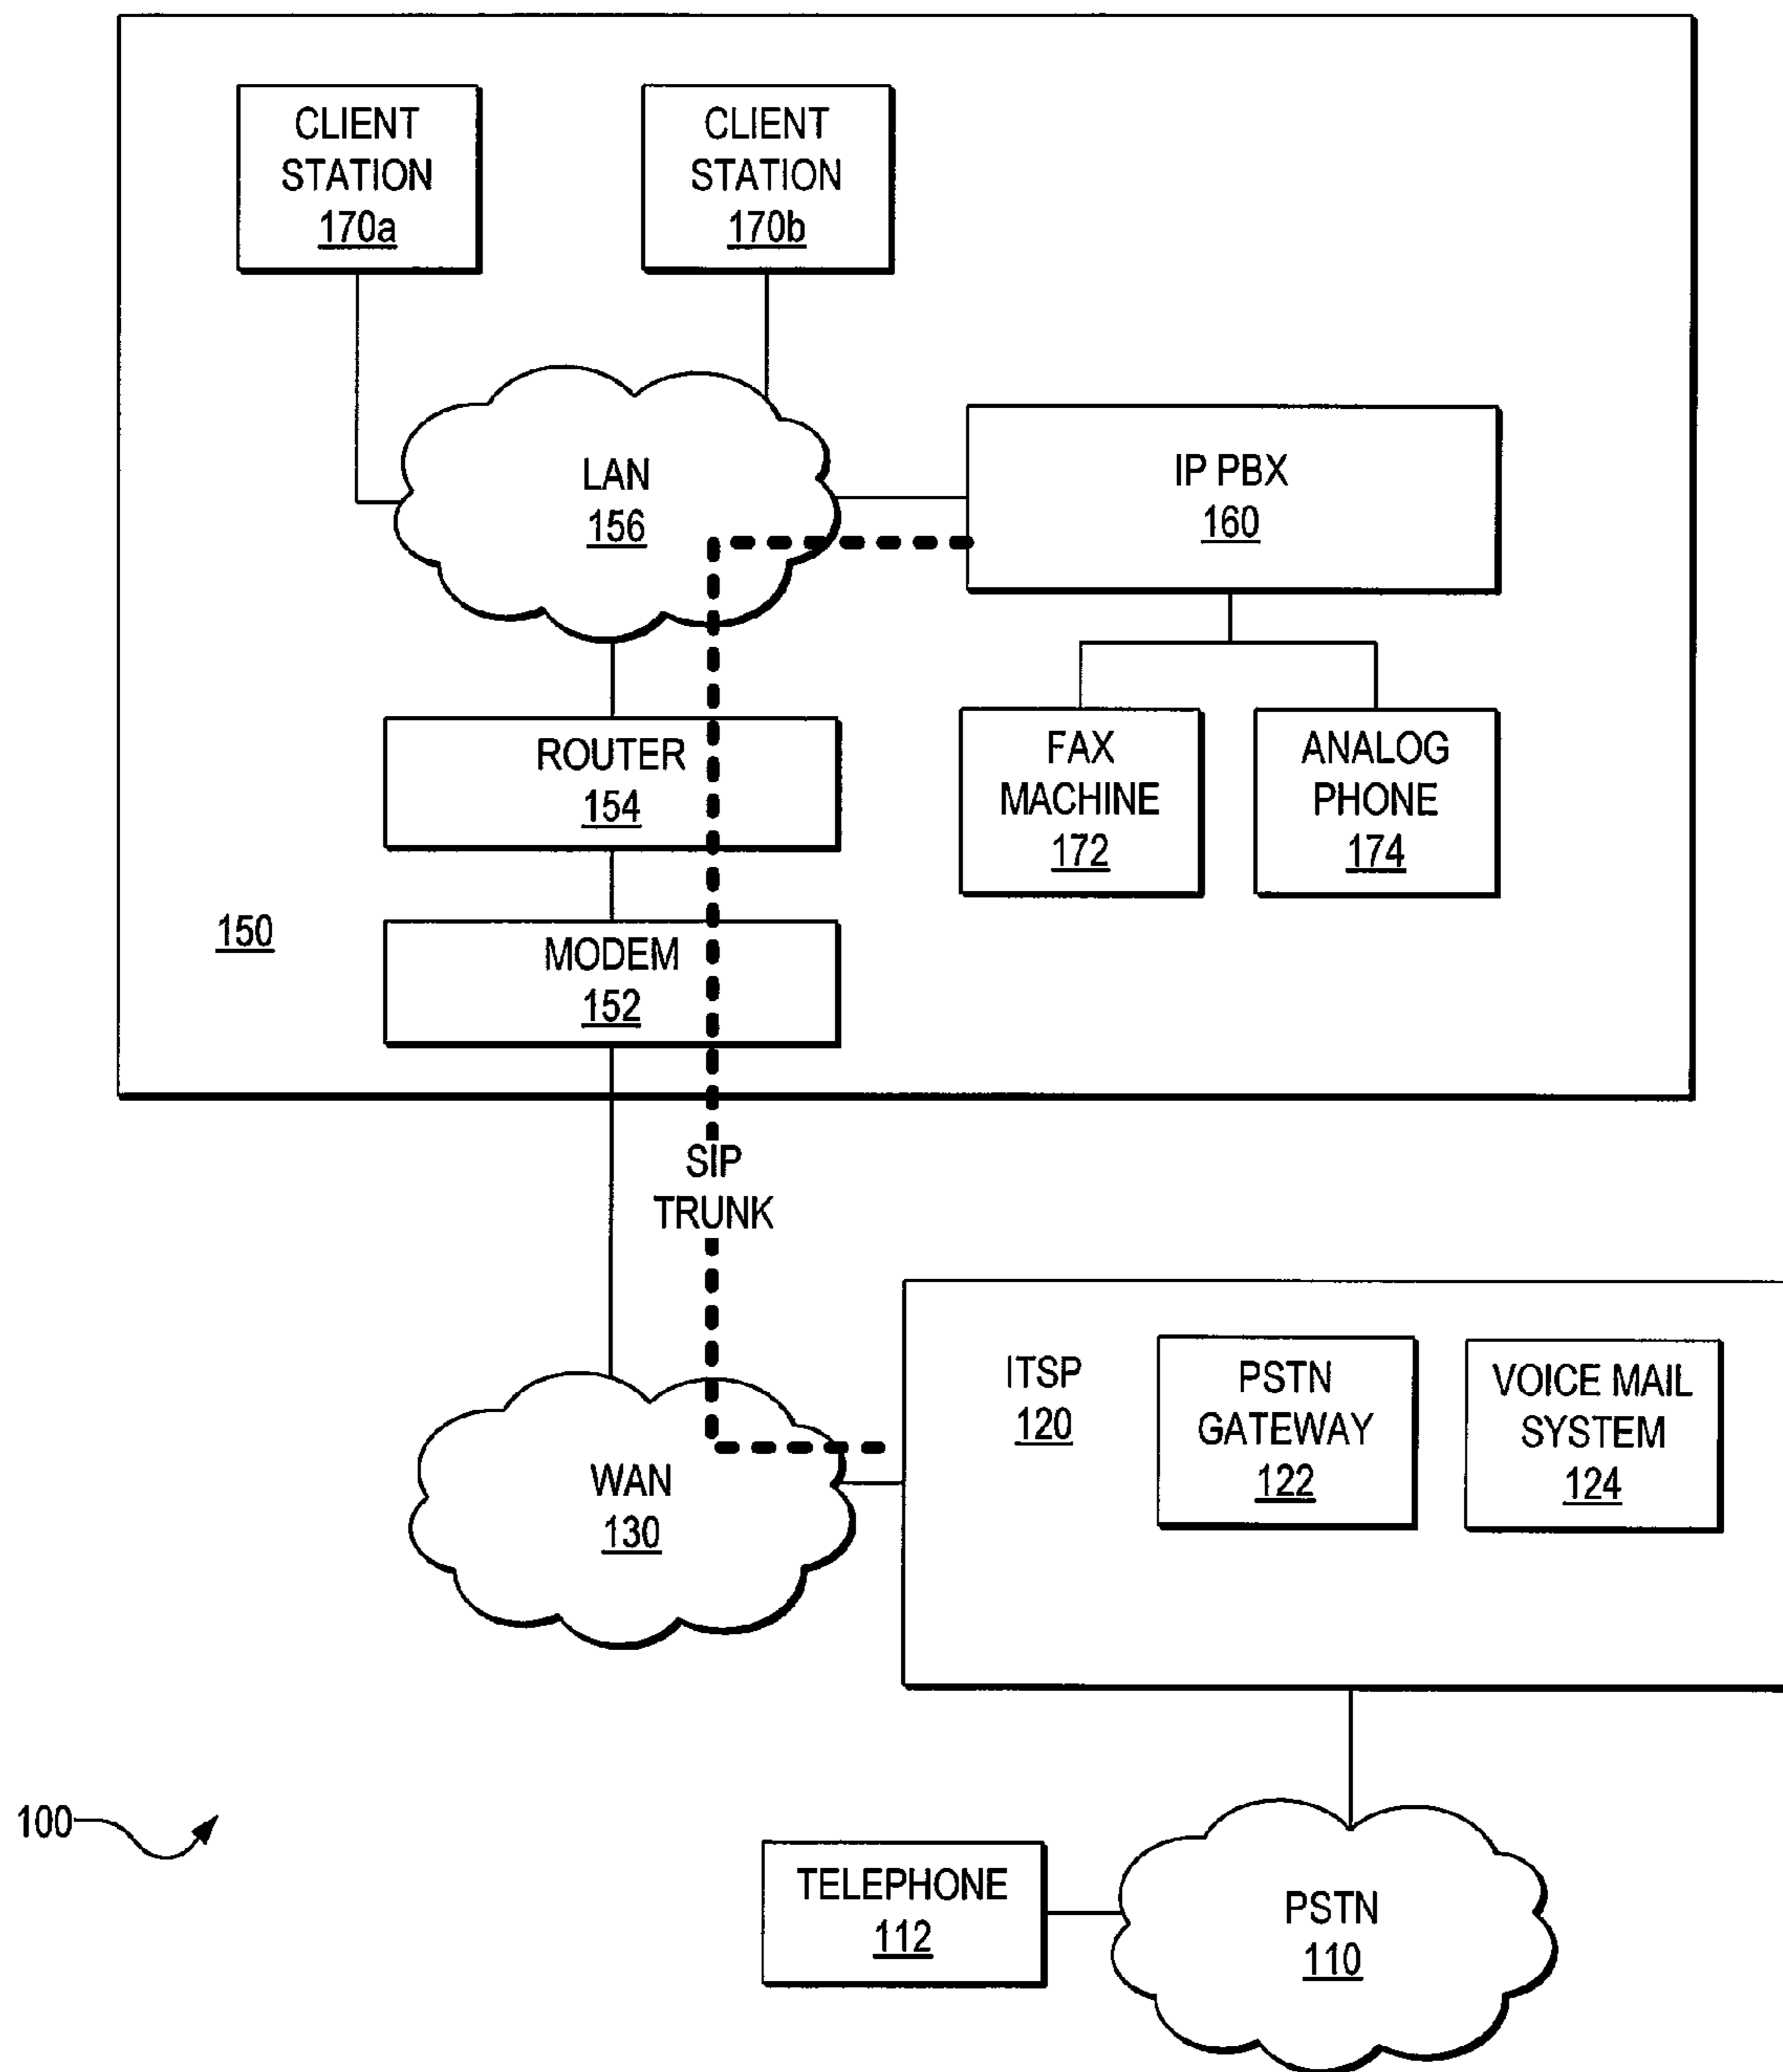 CLIENT
STATION
170a
CLIENT
STATION
170b
LAN
156
IP PBX
160
ROUTER
154
FAX
MACHINE
172
ANALOG
PHONE
174
150
MODEM
152
SIP
TRUNK
ITSP
120
PSTN
GATEWAY
122
VOICE MAIL
SYSTEM
124
WAN
130
100
TELEPHONE
112
PSTN
110